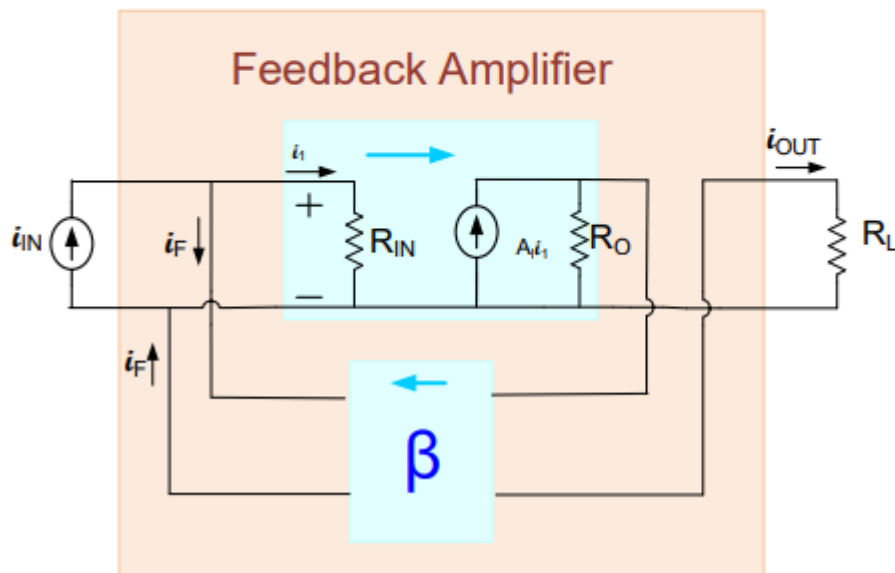 Feedback Amplifier
i₁
iOUT
+
iIN
iF
RIN
Aᵢi₁
RO
RL
−
iF
β